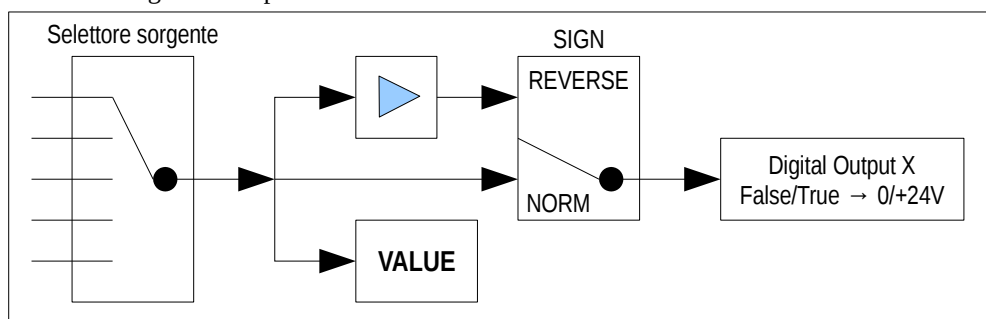 Selettore sorgente
SIGN
REVERSE
NORM
VALUE
Digital Output X
False/True → 0/+24V